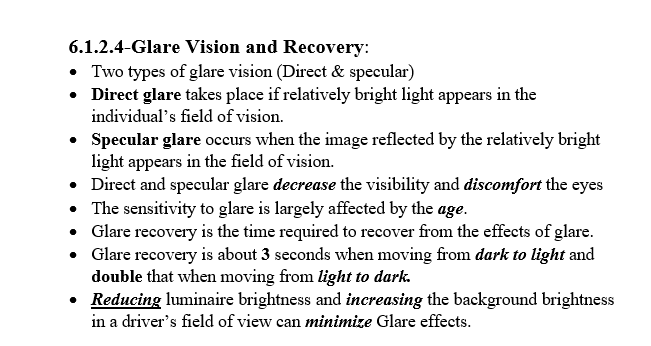 6.1.2.4-Glare Vision and Recovery:
• Two types of glare vision (Direct & specular)
• Direct glare takes place if relatively bright light appears in the
individual's field of vision.
• Specular glare occurs when the image reflected by the relatively bright
light appears in the field of vision.
• Direct and specular glare decrease the visibility and discomfort the eyes
• The sensitivity to glare is largely affected by the age.
• Glare recovery is the time required to recover from the effects of glare.
• Glare recovery is about 3 seconds when moving from dark to light and
double that when moving from light to dark.
• Reducing luminaire brightness and increasing the background brightness
in a driver's field of view can minimize Glare effects.